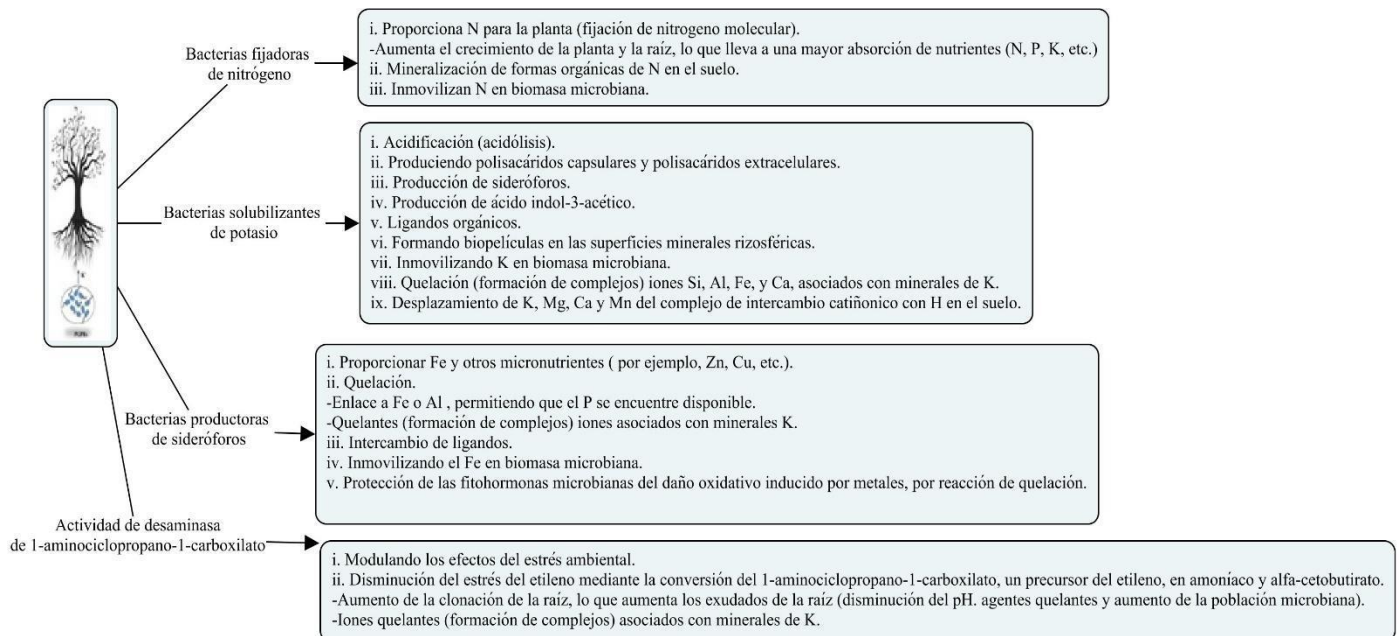 Bacterias fijadoras
de nitrógeno
i. Proporciona N para la planta (fijación de nitrogeno molecular).
-Aumenta el crecimiento de la planta y la raíz, lo que lleva a una mayor absorción de nutrientes (N, P, K, etc.)
ii. Mineralización de formas orgánicas de N en el suelo.
iii. Inmovilizan N en biomasa microbiana.
Bacterias solubilizantes
de potasio
i. Acidificación (acidólisis).
ii. Produciendo polisacáridos capsulares y polisacáridos extracelulares.
iii. Producción de sideróforos.
iv. Producción de ácido indol-3-acético.
v. Ligandos orgánicos.
vi. Formando biopelículas en las superficies minerales rizosféricas.
vii. Inmovilizando K en biomasa microbiana.
viii. Quelación (formación de complejos) iones Si, Al, Fe, y Ca, asociados con minerales de K.
ix. Desplazamiento de K, Mg, Ca y Mn del complejo de intercambio catiñonico con H en el suelo.
Bacterias productoras
de sideróforos
i. Proporcionar Fe y otros micronutrientes ( por ejemplo, Zn, Cu, etc.).
ii. Quelación.
-Enlace a Fe o Al , permitiendo que el P se encuentre disponible.
-Quelantes (formación de complejos) iones asociados con minerales K.
iii. Intercambio de ligandos.
iv. Inmovilizando el Fe en biomasa microbiana.
v. Protección de las fitohormonas microbianas del daño oxidativo inducido por metales, por reacción de quelación.
Actividad de desaminasa
de 1-aminociclopropano-1-carboxilato
i. Modulando los efectos del estrés ambiental.
ii. Disminución del estrés del etileno mediante la conversión del 1-aminociclopropano-1-carboxilato, un precursor del etileno, en amoníaco y alfa-cetobutirato.
-Aumento de la clonación de la raíz, lo que aumenta los exudados de la raíz (disminución del pH. agentes quelantes y aumento de la población microbiana).
-Iones quelantes (formación de complejos) asociados con minerales de K.